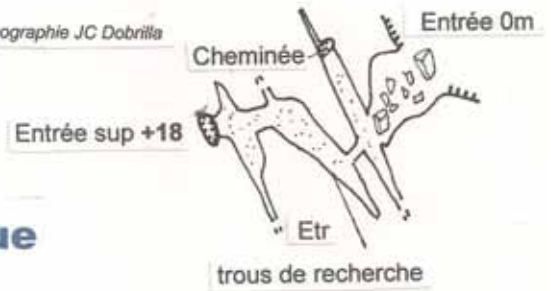 ographie JC Dobrilla
Entrée 0m
Cheminée
Entrée sup +18
ue
Etr
trous de recherche